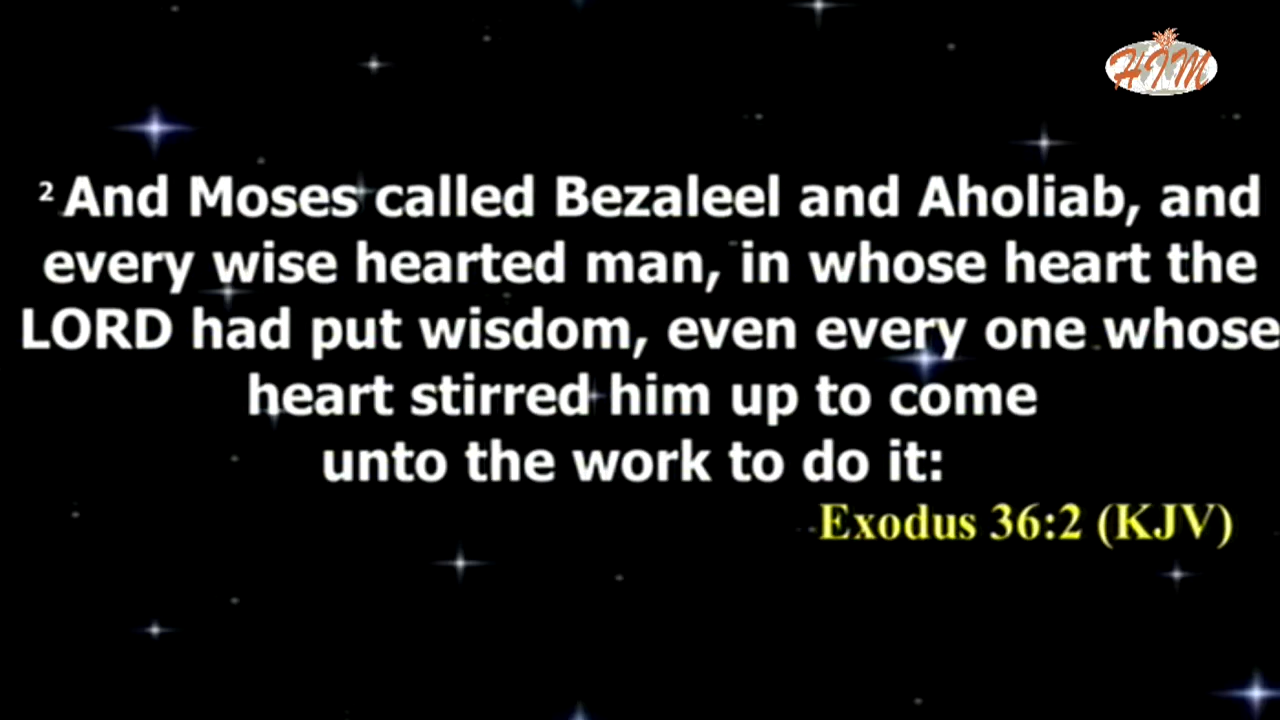 HIM
² And Moses called Bezaleel and Aholiab, and
every wise hearted man, in whose heart the
LORD had put wisdom, even every one whose
heart stirred him up to come
unto the work to do it:
Exodus 36:2 (KJV)